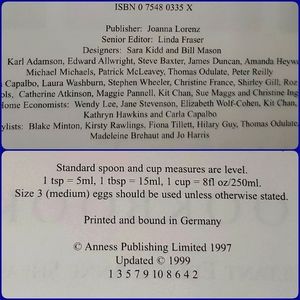 ISBN 0 7548 0335 X
Publisher: Joanna Lorenz
Senior Editor: Linda Fraser
Designers: Sara Kidd and Bill Mason
Karl Adamson, Edward Allwright, Steve Baxter, James Duncan, Amanda Heyw
Michael Michaels, Patrick McLeavey, Thomas Odulate, Peter Reilly
Capalbo, Laura Washburn, Stephen Wheeler, Christine France, Shirley Gill; Roz
ols, Catherine Atkinson, Maggie Pannell, Kit Chan, Sue Maggs and Christine Ing
Home Economists: Wendy Lee, Jane Stevenson, Elizabeth Wolf-Cohen, Kit Chan,
Kathryn Hawkins and Carla Capalbo
ylists: Blake Minton, Kirsty Rawlings, Fiona Tillett, Hilary Guy, Thomas Odulate,
Madeleine Brehaut and Jo Harris
Standard spoon and cup measures are level.
1 tsp = 5ml, 1 tbsp = 15ml, 1 cup = 8fl oz/250ml.
Size 3 (medium) eggs should be used unless otherwise stated.
Printed and bound in Germany
© Anness Publishing Limited 1997
Updated © 1999
1 3 5 7 9 10 8 6 4 2